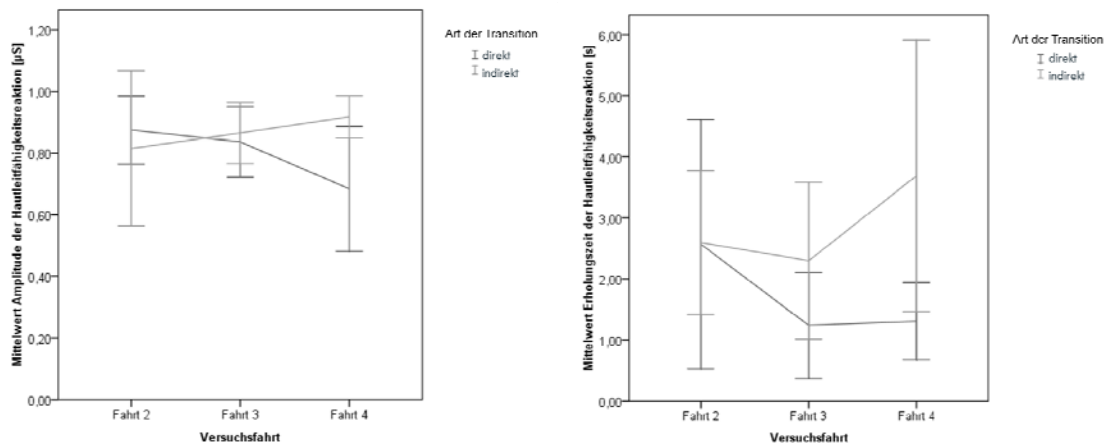 Mittelwert Amplitude der Hautleitfähigkeitsreaktion [µS]
1,20
1,00
0,80
0,60
0,40
0,20
0,00
Fahrt 2 Fahrt 3 Fahrt 4
Versuchsfahrt
Art der Transition
direkt
indirekt
Mittelwert Erholungszeit der Hautleitfähigkeitsreaktion [s]
6,00
5,00
4,00
3,00
2,00
1,00
0,00
Fahrt 2 Fahrt 3 Fahrt 4
Versuchsfahrt
Art der Transition
direkt
indirekt